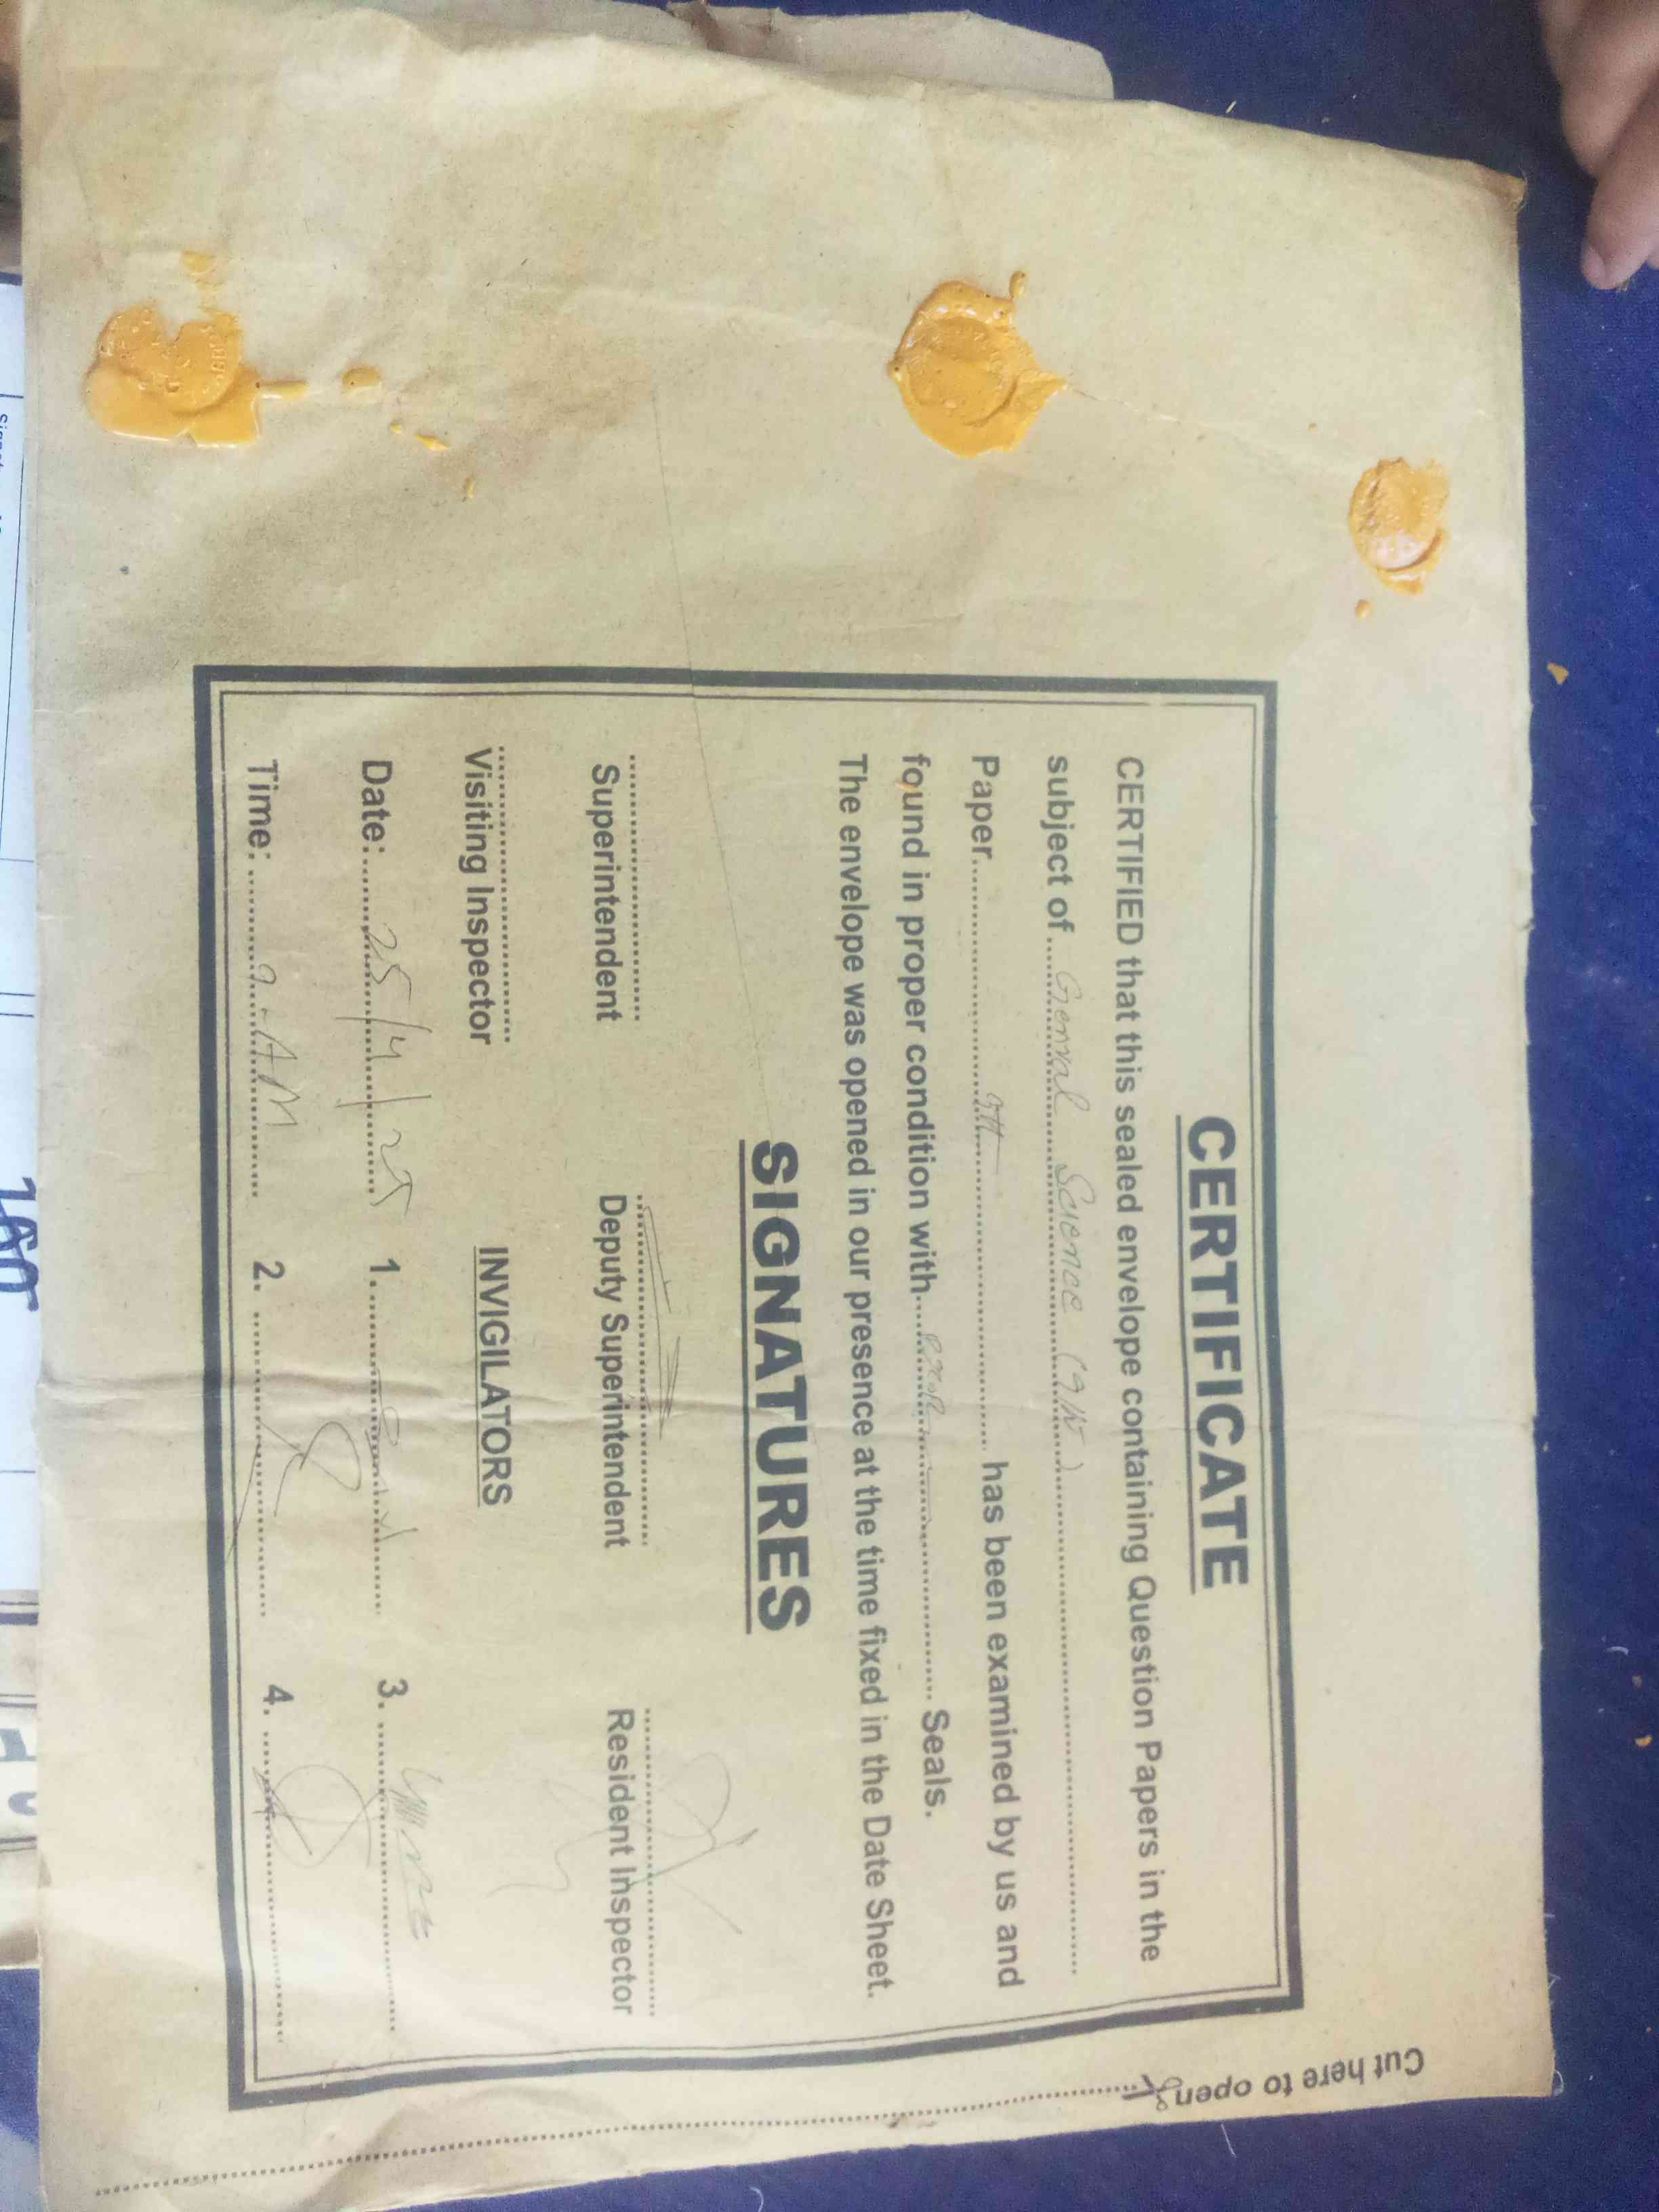 CERTIFICATE
CERTIFIED that this sealed envelope containing Question Papers in the
subject of General Science (9th)
Paper has been examined by us and
found in proper condition with Seals.
The envelope was opened in our presence at the time fixed in the Date Sheet.
SIGNATURES
Superintendent Deputy Superintendent Resident Inspector
Visiting Inspector INVIGILATORS
Date: 25/4/25 1. 3.
Time: 9-AM 2. 4.
Cut here to open